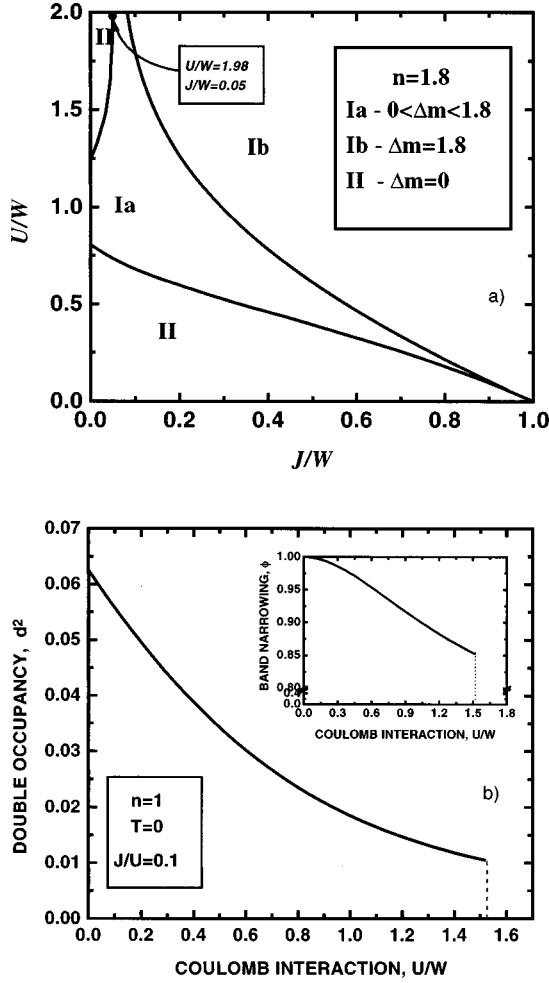 2.0
II
U/W=1.98
J/W=0.05
n=1.8
Ia - 0<Δm<1.8
Ib - Δm=1.8
II - Δm=0
1.5
Ib
U/W
1.0
Ia
a)
0.5
II
0.0
0.0 0.2 0.4 0.6 0.8 1.0
J/W
0.07
0.06
0.05
0.04
0.03
0.02
0.01
0.00
DOUBLE OCCUPANCY, d²
1.00
0.95
0.90
0.85
0.80
0.4
0.0
BAND NARROWING, ϕ
0.0 0.3 0.6 0.9 1.2 1.5 1.8
COULOMB INTERACTION, U/W
b)
n=1
T=0
J/U=0.1
0.0 0.2 0.4 0.6 0.8 1.0 1.2 1.4 1.6
COULOMB INTERACTION, U/W